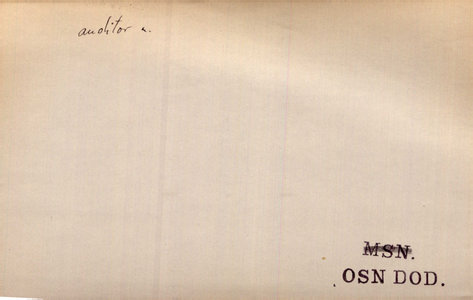 auditor n.
MSN.
OSN DOD.